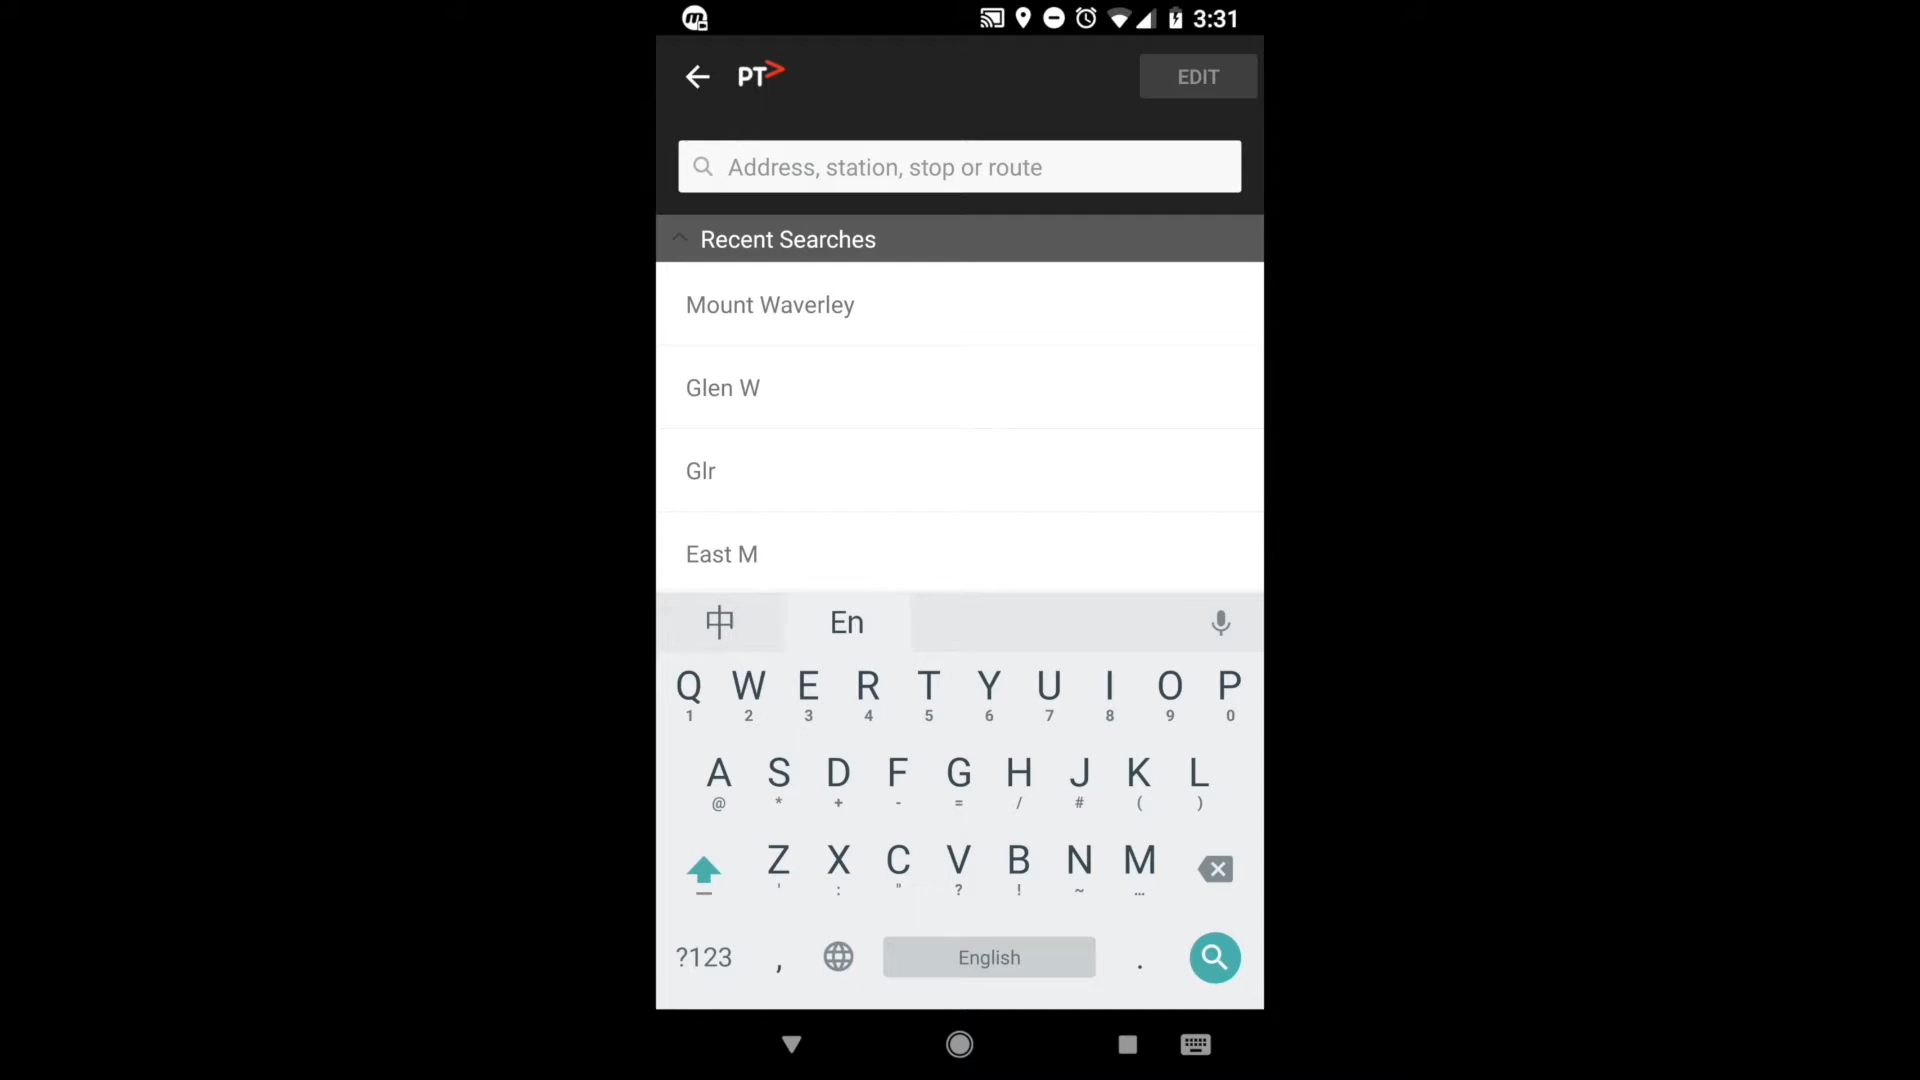 3:31
PT>
EDIT
Address, station, stop or route
Recent Searches
Mount Waverley
Glen W
Glr
East M
中 En
Q W E R T Y U I O P
1 2 3 4 5 6 7 8 9 0
A S D F G H J K L
@ * + - = / # ( )
Z X C V B N M
' : " ? ! ~ …
?123 , English .